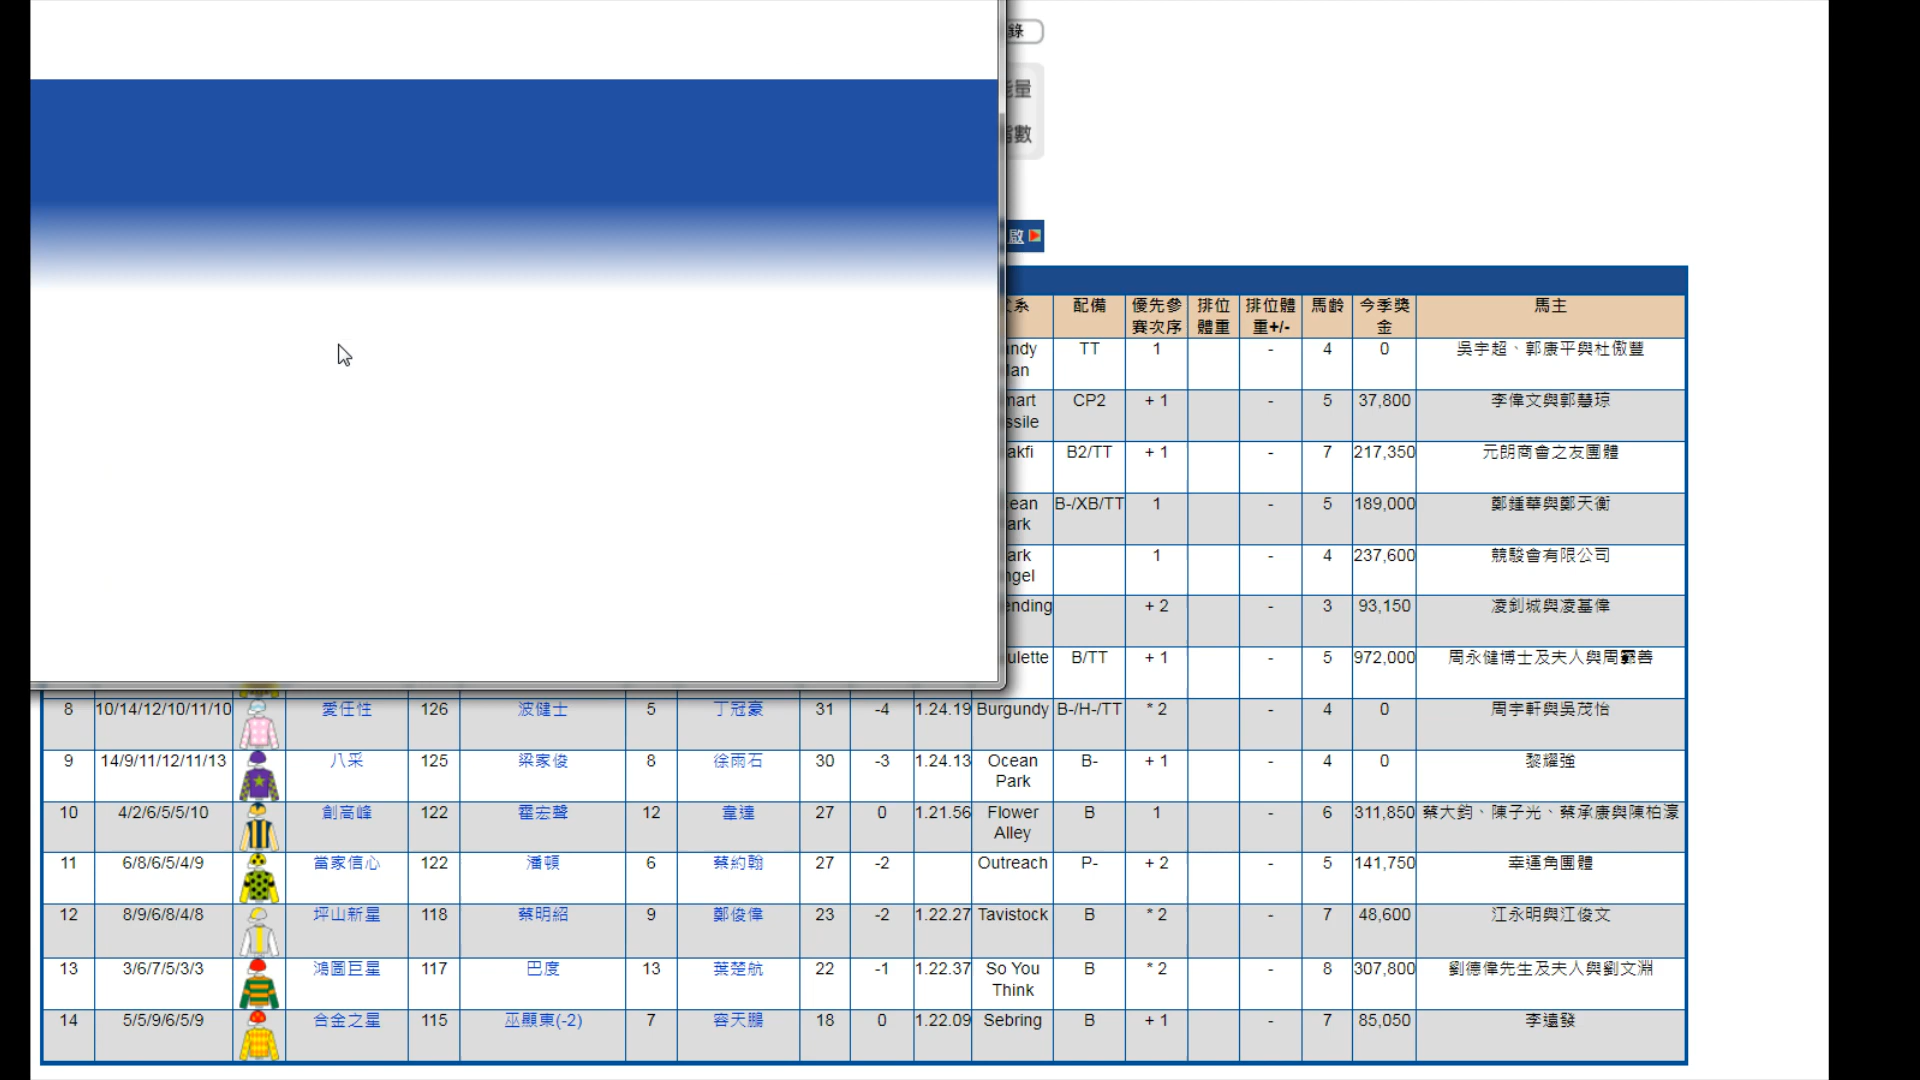 錄
能量
指數
啟
父系 配備 優先參賽次序 排位體重 排位體重+/- 馬齡 今季獎金 馬主
TT 1 - 4 0 吳宇超、郭康平與杜傲豐
CP2 + 1 - 5 37,800 李偉文與郭慧琼
B2/TT + 1 - 7 217,350 元朗商會之友團體
B-/XB/TT 1 - 5 189,000 鄭鍾華與鄭天衡
1 - 4 237,600 競駿會有限公司
+ 2 - 3 93,150 凌釗城與凌基偉
B/TT + 1 - 5 972,000 周永健博士及夫人與周靄善
8 10/14/12/10/11/10 愛任性 126 波健士 5 丁冠豪 31 -4 1.24.19 Burgundy B-/H-/TT * 2 - 4 0 周宇軒與吳茂怡
9 14/9/11/12/11/13 八采 125 梁家俊 8 徐雨石 30 -3 1.24.13 Ocean Park B- + 1 - 4 0 黎耀強
10 4/2/6/5/5/10 創高峰 122 霍宏聲 12 韋達 27 0 1.21.56 Flower Alley B 1 - 6 311,850 蔡大鈞、陳子光、蔡承康與陳柏濠
11 6/8/6/5/4/9 當家信心 122 潘頓 6 蔡約翰 27 -2 Outreach P- + 2 - 5 141,750 幸運角團體
12 8/9/6/8/4/8 坪山新星 118 蔡明紹 9 鄭俊偉 23 -2 1.22.27 Tavistock B * 2 - 7 48,600 江永明與江俊文
13 3/6/7/5/3/3 鴻圖巨星 117 巴度 13 葉楚航 22 -1 1.22.37 So You Think B * 2 - 8 307,800 劉德偉先生及夫人與劉文淵
14 5/5/9/6/5/9 合金之星 115 巫顯東(-2) 7 容天鵬 18 0 1.22.09 Sebring B + 1 - 7 85,050 李遠發